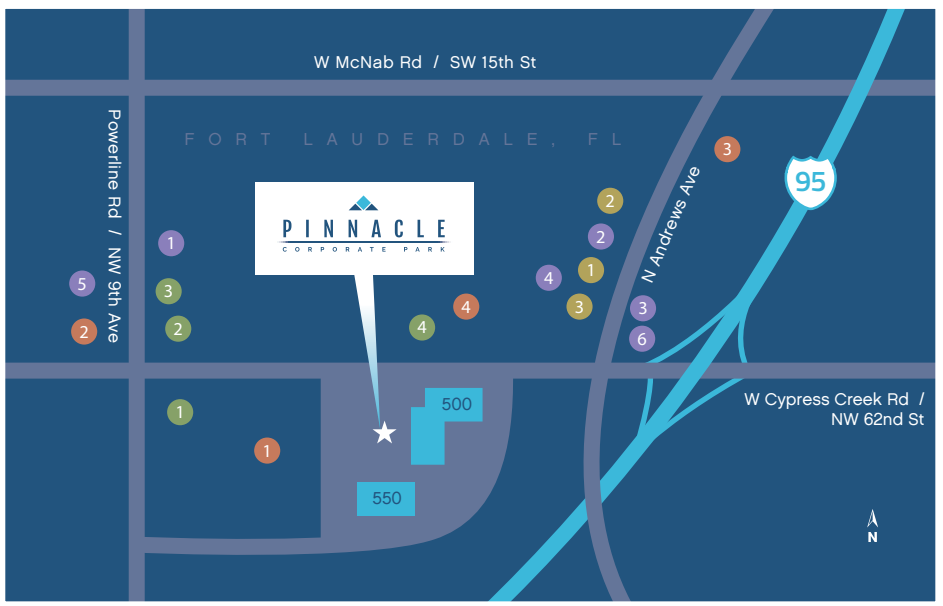 W McNab Rd / SW 15th St
FORT LAUDERDALE, FL
Powerline Rd / NW 9th Ave
PINNACLE
CORPORATE PARK
N Andrews Ave
95
3
2
1
2
5
3
4
1
2
2
4
4
3
3
6
W Cypress Creek Rd /
NW 62nd St
500
1
1
550
N